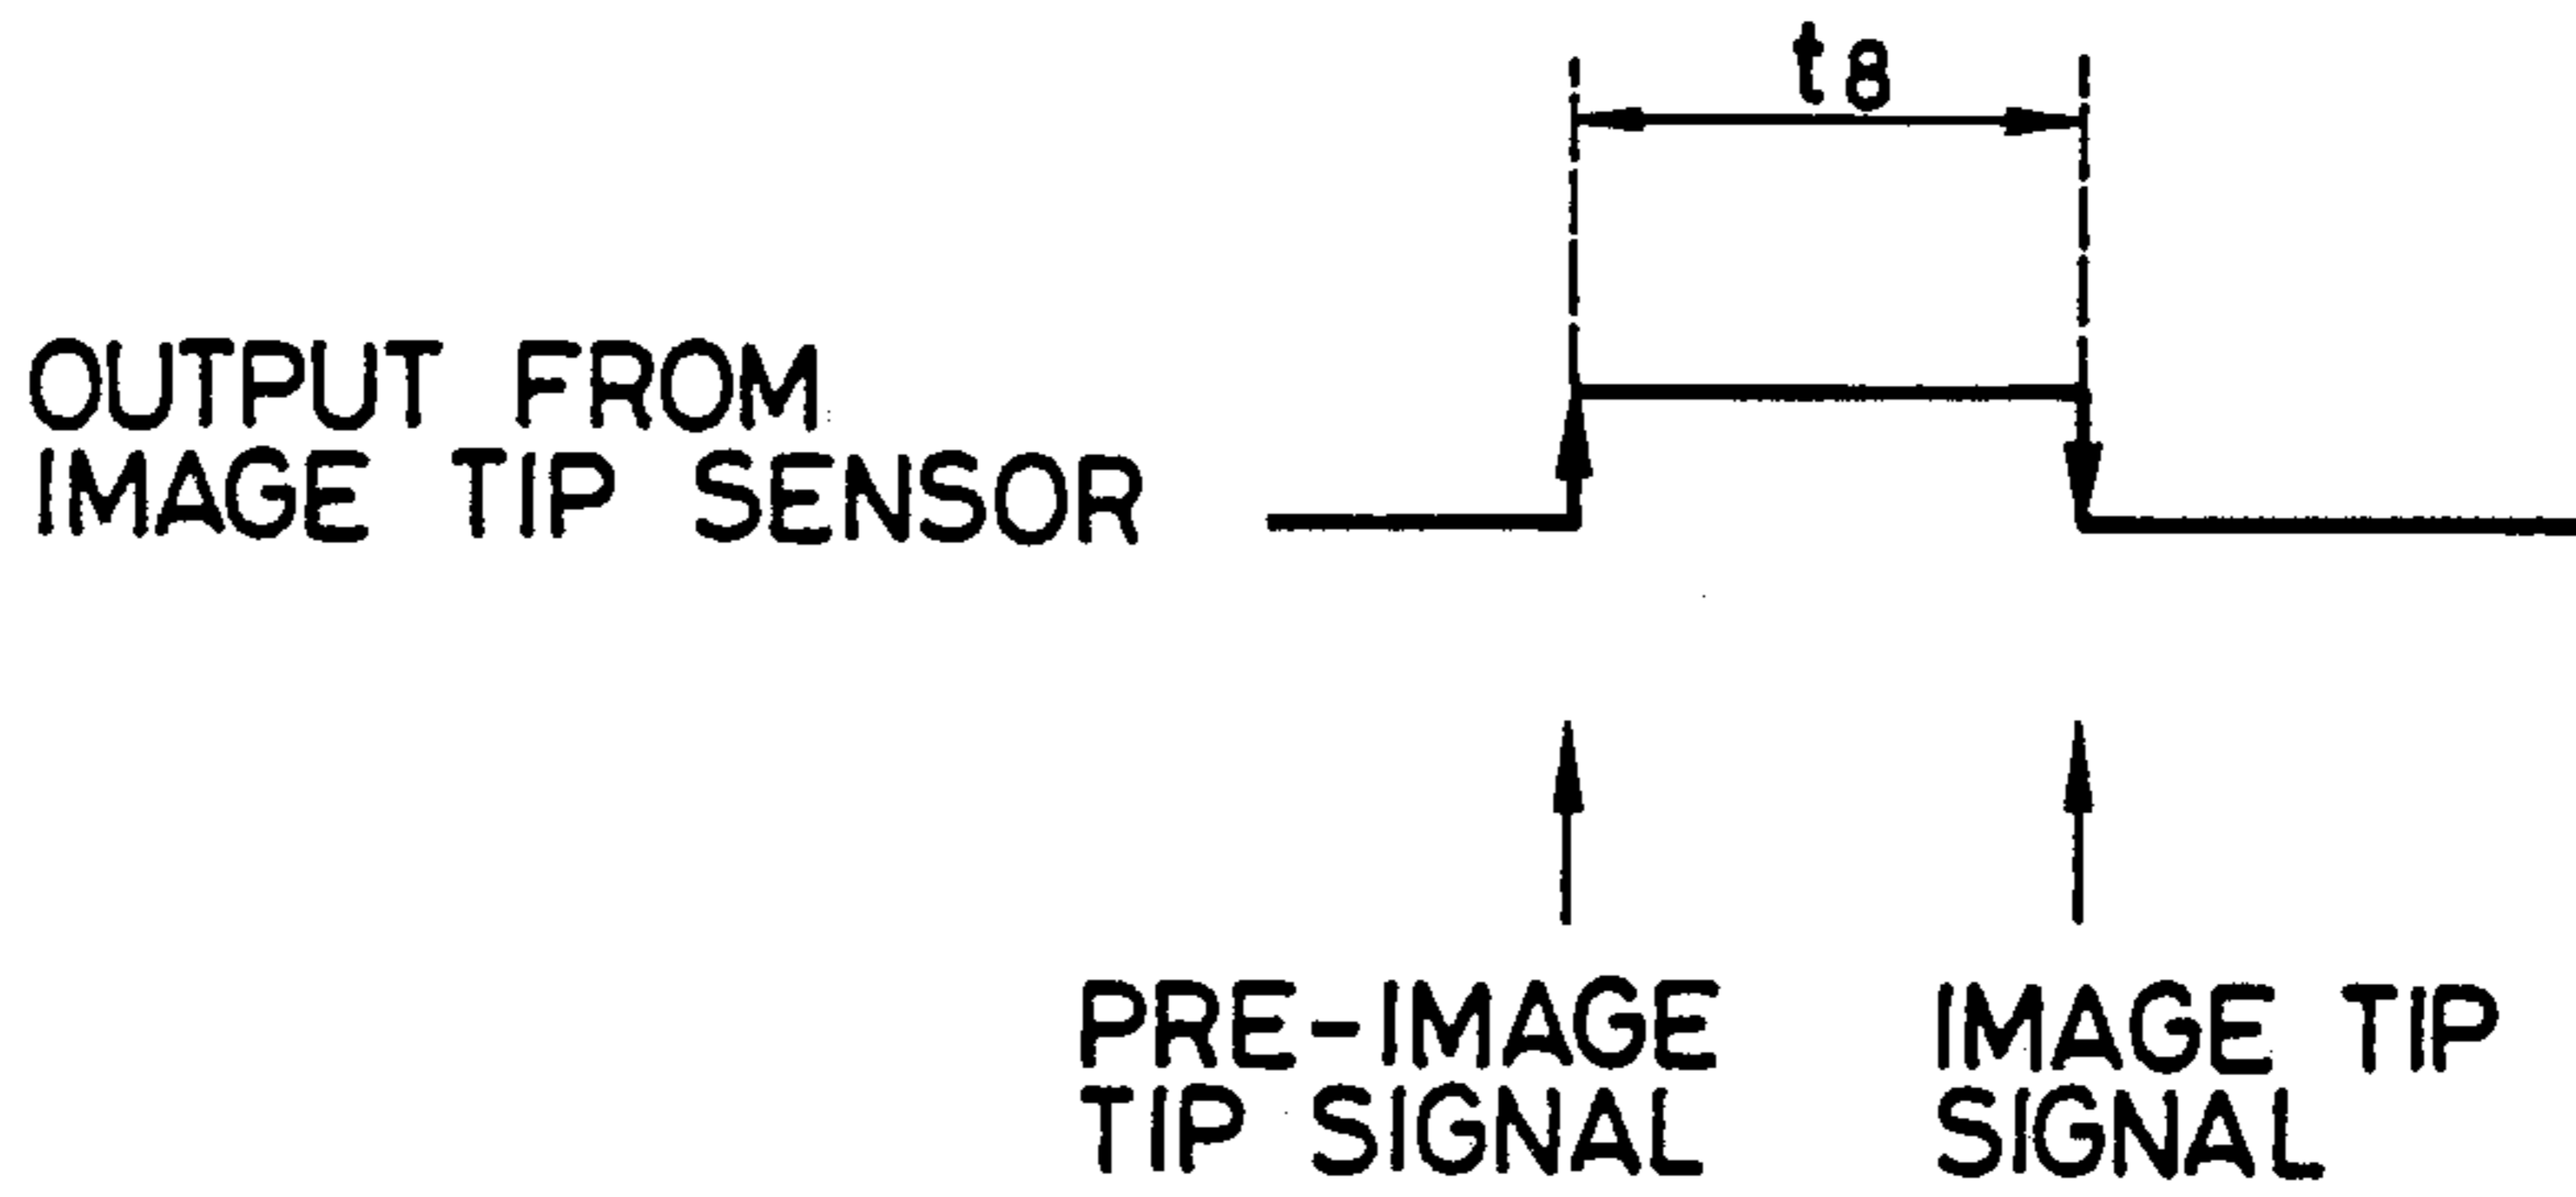 t8
OUTPUT FROM
IMAGE TIP SENSOR
PRE-IMAGE
TIP SIGNAL
IMAGE TIP
SIGNAL